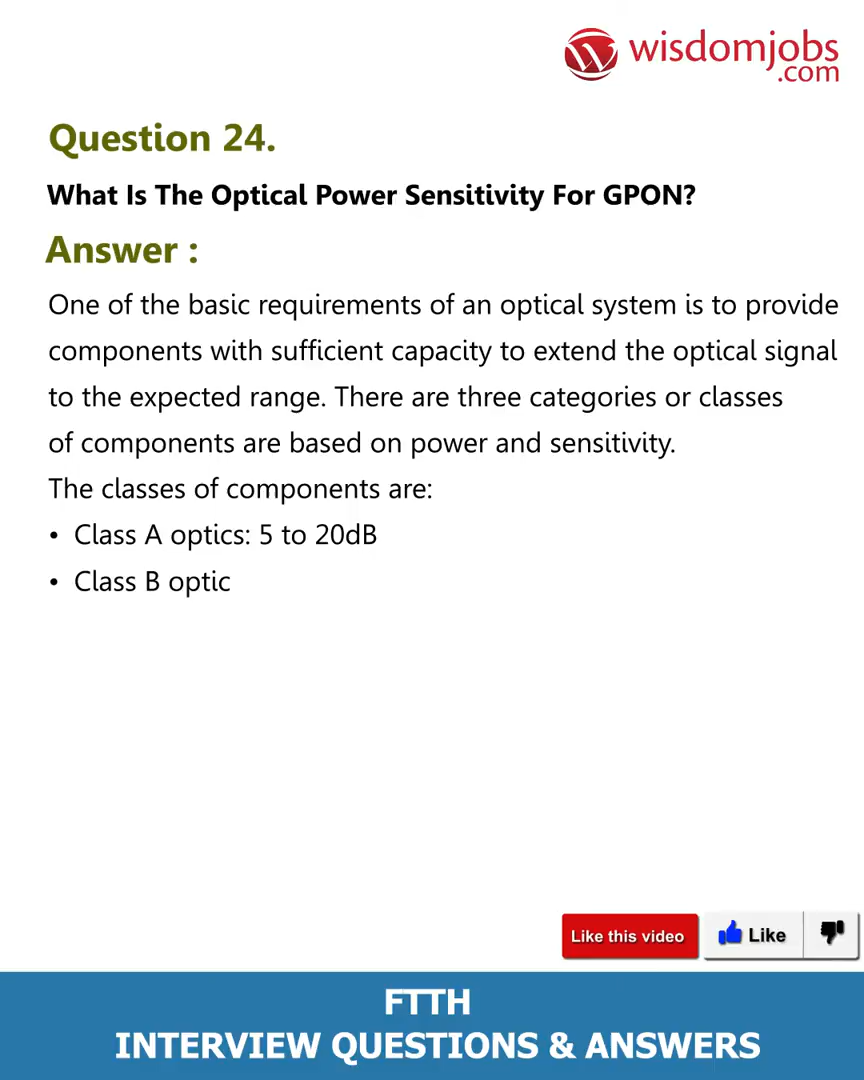 wisdomjobs
.com
Question 24.
What Is The Optical Power Sensitivity For GPON?
Answer :
One of the basic requirements of an optical system is to provide
components with sufficient capacity to extend the optical signal
to the expected range. There are three categories or classes
of components are based on power and sensitivity.
The classes of components are:
• Class A optics: 5 to 20dB
• Class B optic
Like this video
Like
FTTH
INTERVIEW QUESTIONS & ANSWERS